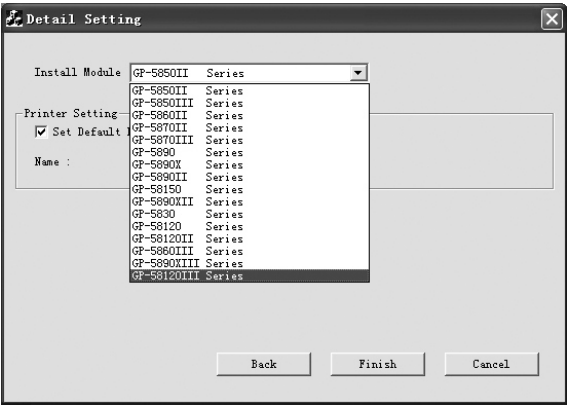 Detail Setting
Install Module GP-5850II Series
GP-5850II Series
GP-5850III Series
GP-5860II Series
Printer Setting GP-5870II Series
Set Default GP-5870III Series
GP-5890 Series
Name : GP-5890X Series
GP-5890II Series
GP-58150 Series
GP-5890XII Series
GP-5830 Series
GP-58120 Series
GP-58120II Series
GP-5860III Series
GP-5890XIII Series
GP-58120III Series
Back Finish Cancel